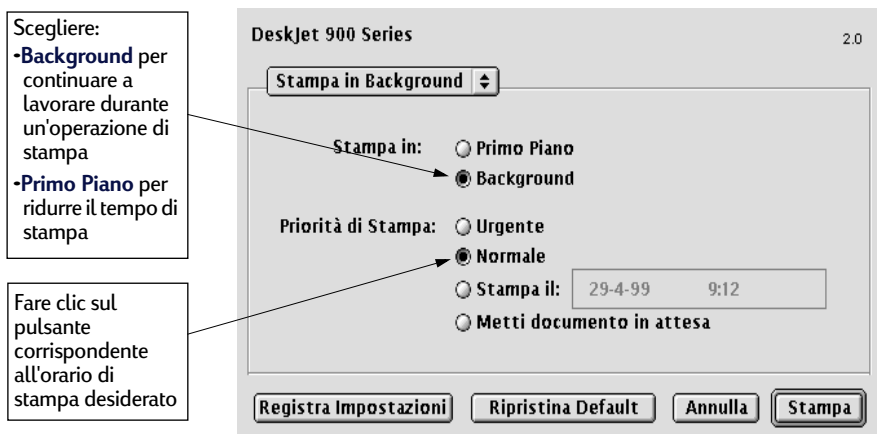 Scegliere:
•Background per
continuare a
lavorare durante
un'operazione di
stampa
•Primo Piano per
ridurre il tempo di
stampa
Fare clic sul
pulsante
corrispondente
all'orario di
stampa desiderato
DeskJet 900 Series
2.0
Stampa in Background
Stampa in:
Primo Piano
Background
Priorità di Stampa:
Urgente
Normale
Stampa il: 29-4-99 9:12
Metti documento in attesa
Registra Impostazioni
Ripristina Default
Annulla
Stampa